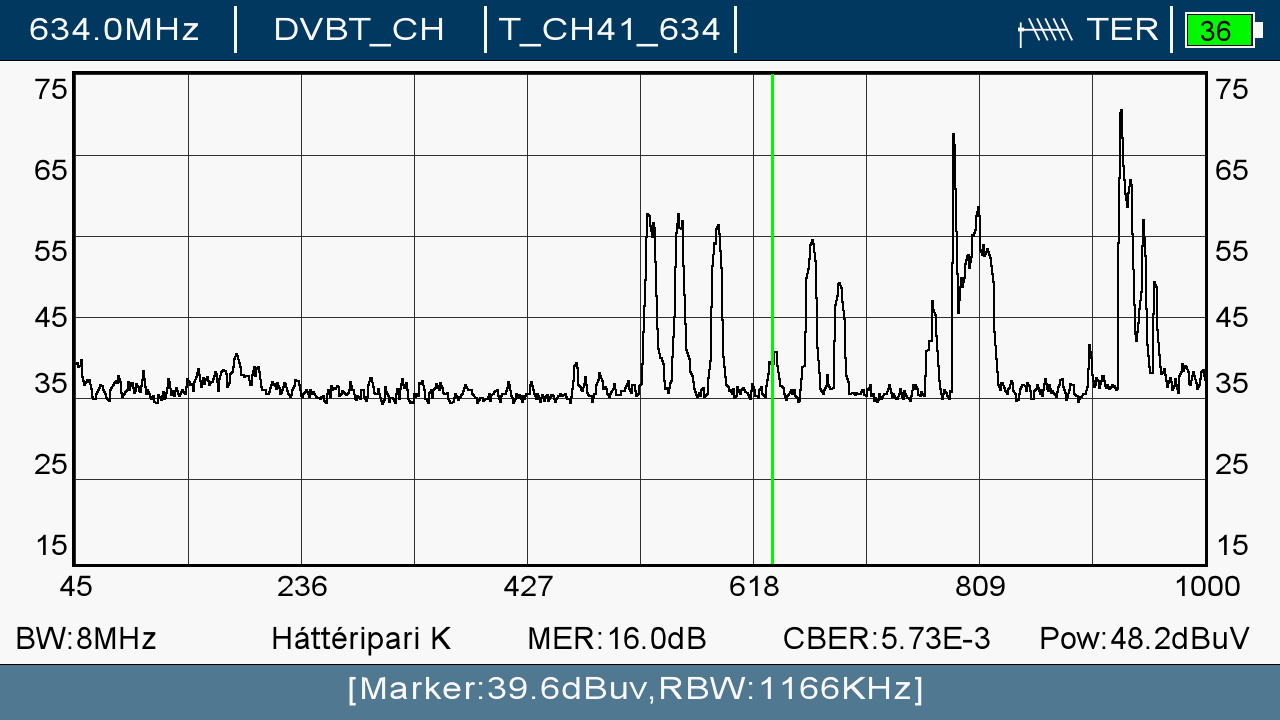 634.0MHz DVBT_CH T_CH41_634 TER 36
75 75
65 65
55 55
45 45
35 35
25 25
15 15
45 236 427 618 809 1000
BW:8MHz Háttéripari K MER:16.0dB CBER:5.73E-3 Pow:48.2dBuV
[Marker:39.6dBuv,RBW:1166KHz]